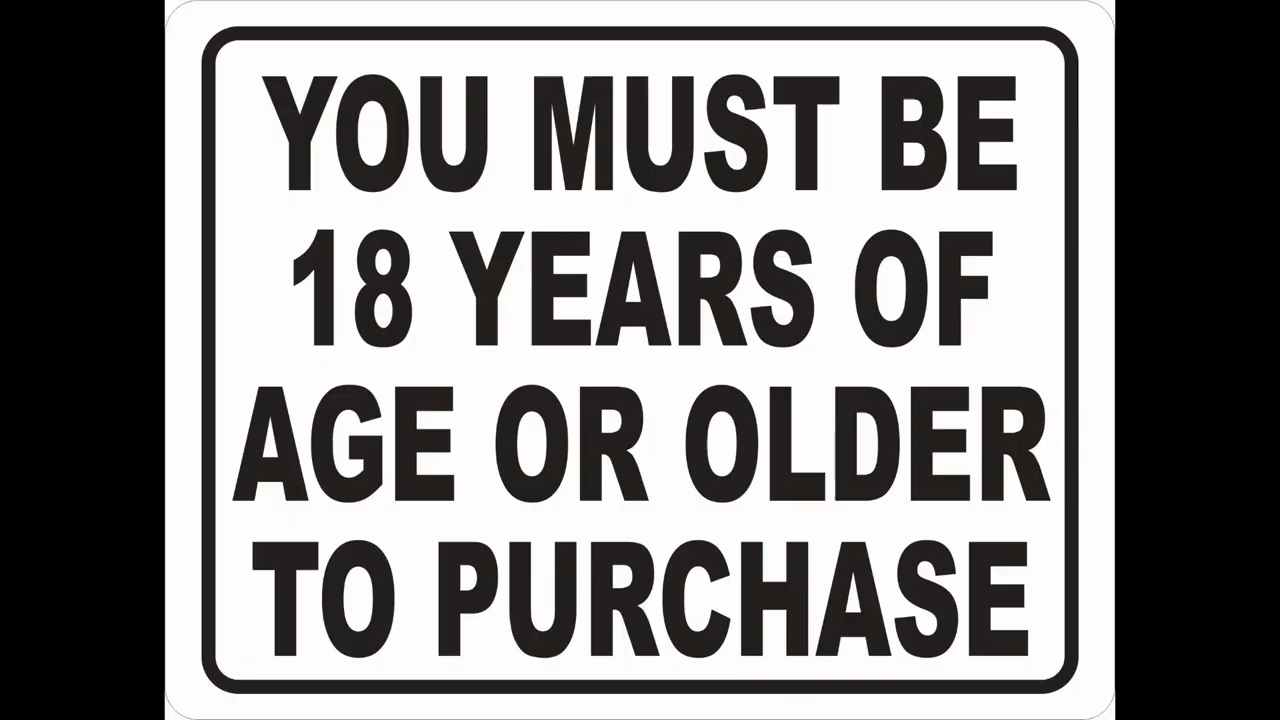 YOU MUST BE
18 YEARS OF
AGE OR OLDER
TO PURCHASE